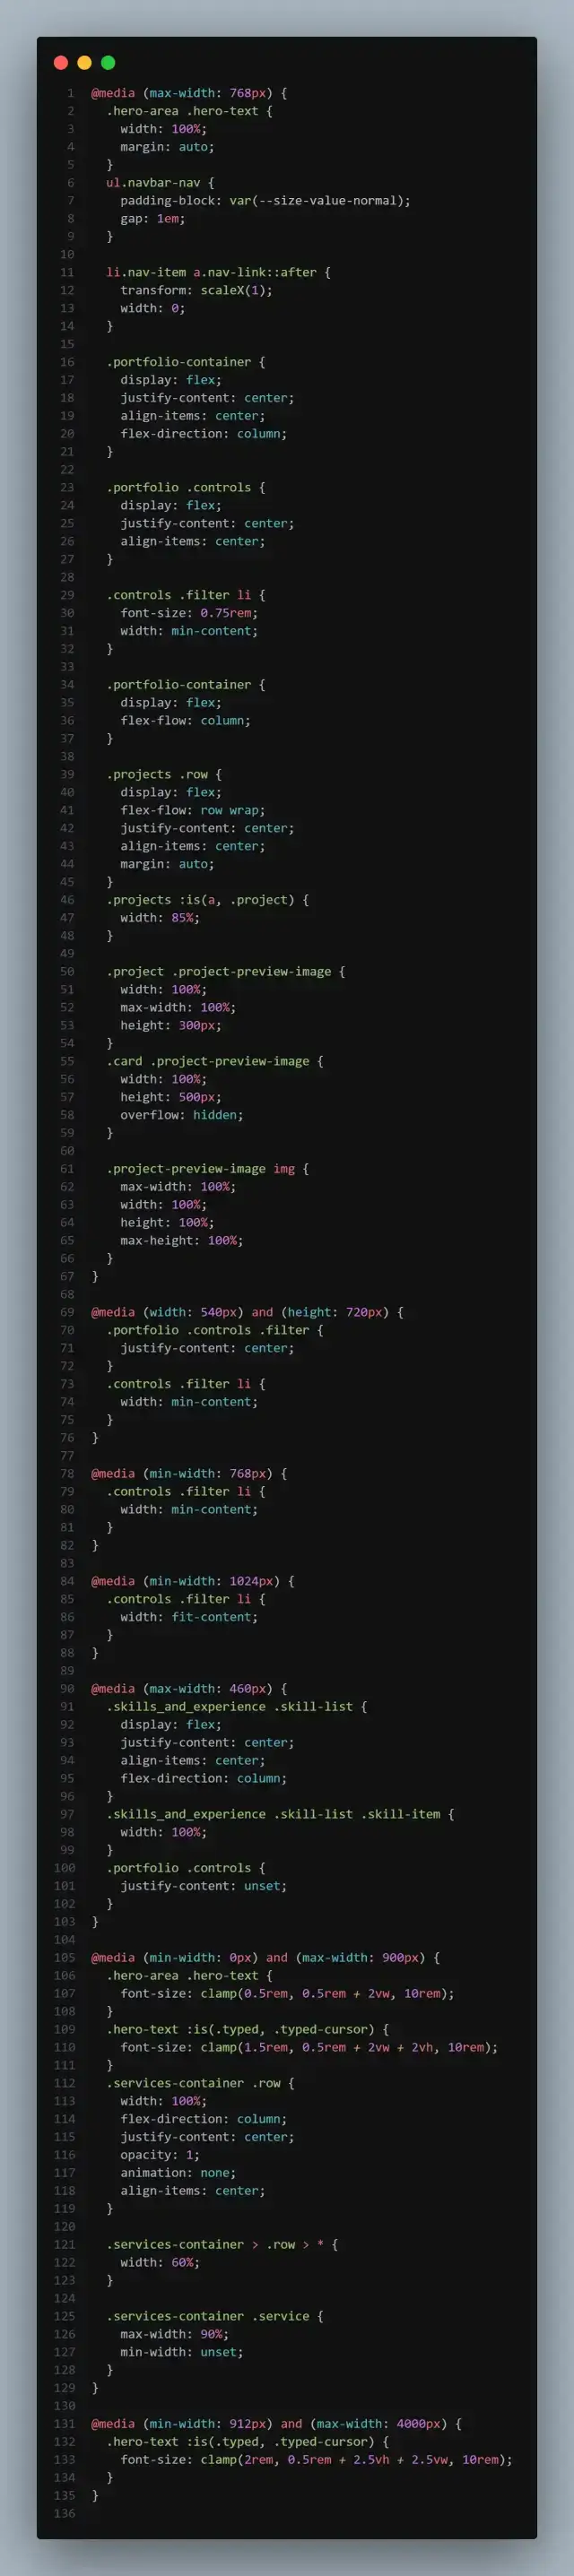 1 @media (max-width: 768px) {
2   .hero-area .hero-text {
3     width: 100%;
4     margin: auto;
5   }
6   ul.navbar-nav {
7     padding-block: var(--size-value-normal);
8     gap: 1em;
9   }
10
11   li.nav-item a.nav-link::after {
12     transform: scaleX(1);
13     width: 0;
14   }
15
16   .portfolio-container {
17     display: flex;
18     justify-content: center;
19     align-items: center;
20     flex-direction: column;
21   }
22
23   .portfolio .controls {
24     display: flex;
25     justify-content: center;
26     align-items: center;
27   }
28
29   .controls .filter li {
30     font-size: 0.75rem;
31     width: min-content;
32   }
33
34   .portfolio-container {
35     display: flex;
36     flex-flow: column;
37   }
38
39   .projects .row {
40     display: flex;
41     flex-flow: row wrap;
42     justify-content: center;
43     align-items: center;
44     margin: auto;
45   }
46   .projects :is(a, .project) {
47     width: 85%;
48   }
49
50   .project .project-preview-image {
51     width: 100%;
52     max-width: 100%;
53     height: 300px;
54   }
55   .card .project-preview-image {
56     width: 100%;
57     height: 500px;
58     overflow: hidden;
59   }
60
61   .project-preview-image img {
62     max-width: 100%;
63     width: 100%;
64     height: 100%;
65     max-height: 100%;
66   }
67 }
68
69 @media (width: 540px) and (height: 720px) {
70   .portfolio .controls .filter {
71     justify-content: center;
72   }
73   .controls .filter li {
74     width: min-content;
75   }
76 }
77
78 @media (min-width: 768px) {
79   .controls .filter li {
80     width: min-content;
81   }
82 }
83
84 @media (min-width: 1024px) {
85   .controls .filter li {
86     width: fit-content;
87   }
88 }
89
90 @media (max-width: 460px) {
91   .skills_and_experience .skill-list {
92     display: flex;
93     justify-content: center;
94     align-items: center;
95     flex-direction: column;
96   }
97   .skills_and_experience .skill-list .skill-item {
98     width: 100%;
99   }
100   .portfolio .controls {
101     justify-content: unset;
102   }
103 }
104
105 @media (min-width: 0px) and (max-width: 900px) {
106   .hero-area .hero-text {
107     font-size: clamp(0.5rem, 0.5rem + 2vw, 10rem);
108   }
109   .hero-text :is(.typed, .typed-cursor) {
110     font-size: clamp(1.5rem, 0.5rem + 2vw + 2vh, 10rem);
111   }
112   .services-container .row {
113     width: 100%;
114     flex-direction: column;
115     justify-content: center;
116     opacity: 1;
117     animation: none;
118     align-items: center;
119   }
120
121   .services-container > .row > * {
122     width: 60%;
123   }
124
125   .services-container .service {
126     max-width: 90%;
127     min-width: unset;
128   }
129 }
130
131 @media (min-width: 912px) and (max-width: 4000px) {
132   .hero-text :is(.typed, .typed-cursor) {
133     font-size: clamp(2rem, 0.5rem + 2.5vh + 2.5vw, 10rem);
134   }
135 }
136